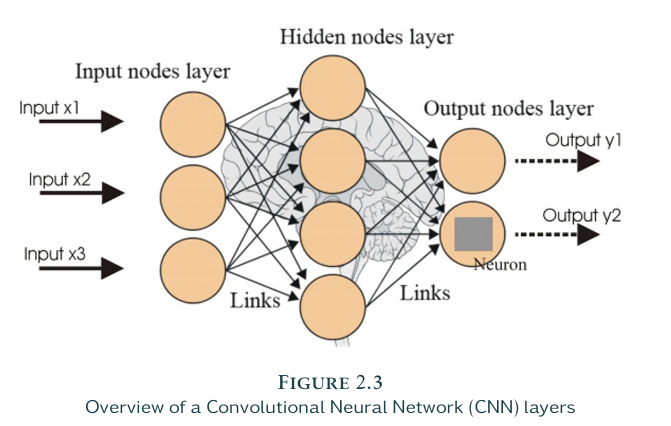 Hidden nodes layer
Input nodes layer
Output nodes layer
Input x1
Output y1
Input x2
Output y2
Input x3
Neuron
Links
Links
FIGURE 2.3
Overview of a Convolutional Neural Network (CNN) layers